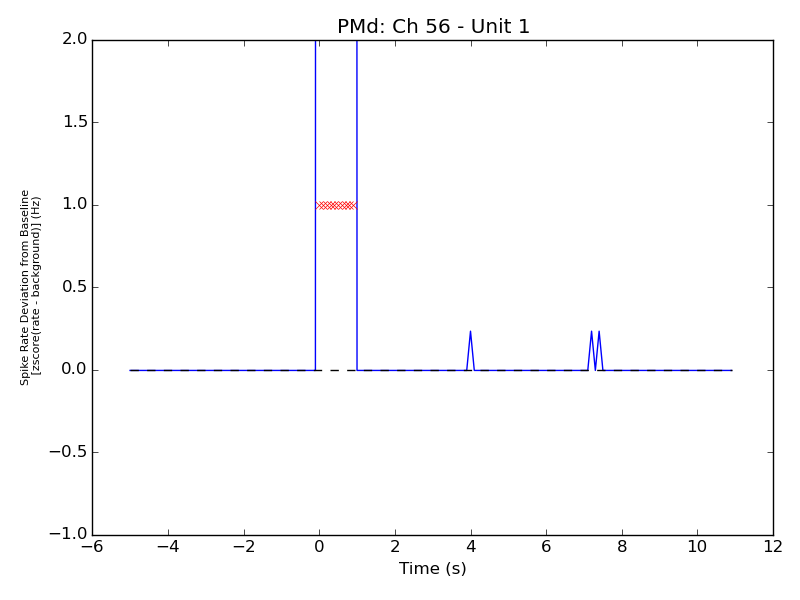 PMd: Ch 56 - Unit 1
2.0
1.5
1.0
0.5
0.0
−0.5
−1.0
Spike Rate Deviation from Baseline
[zscore(rate - background)] (Hz)
−6 −4 −2 0 2 4 6 8 10 12
Time (s)